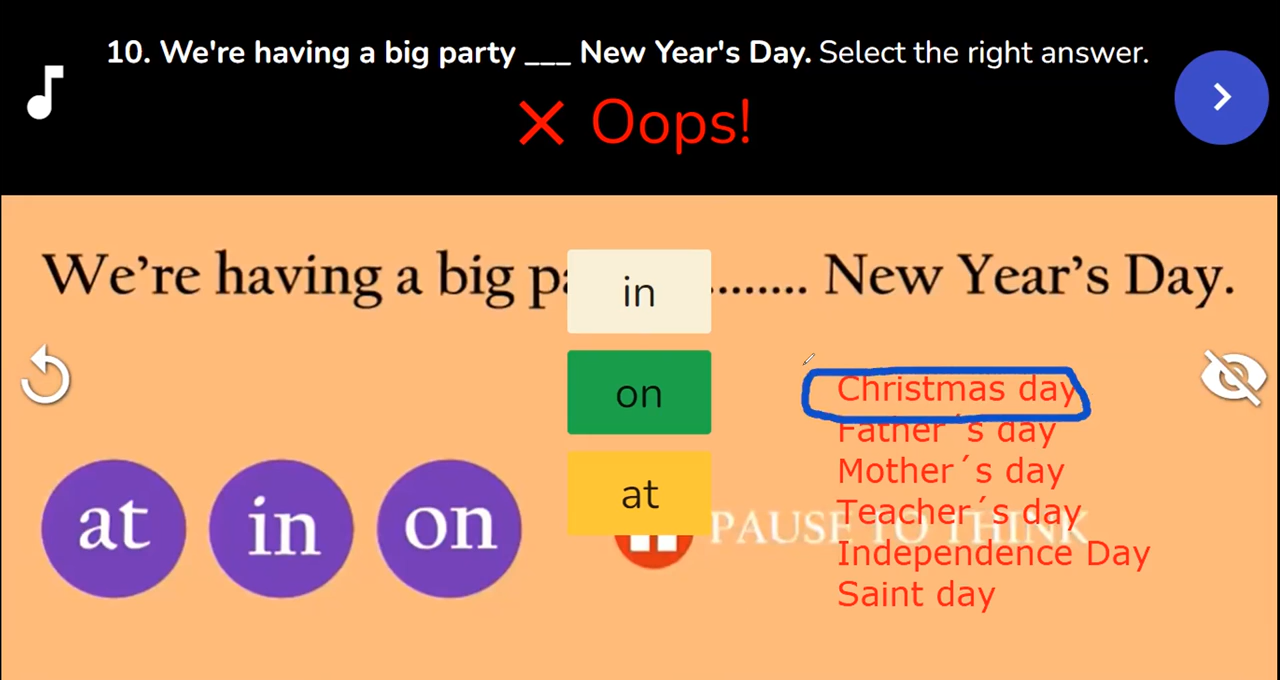 10. We're having a big party ___ New Year's Day. Select the right answer.
Oops!
We're having a big pa ........ New Year's Day.
in
on
at
Christmas day
Father´s day
Mother´s day
Teacher´s day
Independence Day
Saint day
at in on
PAUSE TO THINK